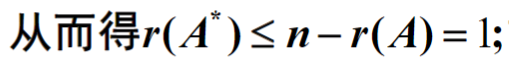 从而得r(A*) ≤ n − r(A) = 1;